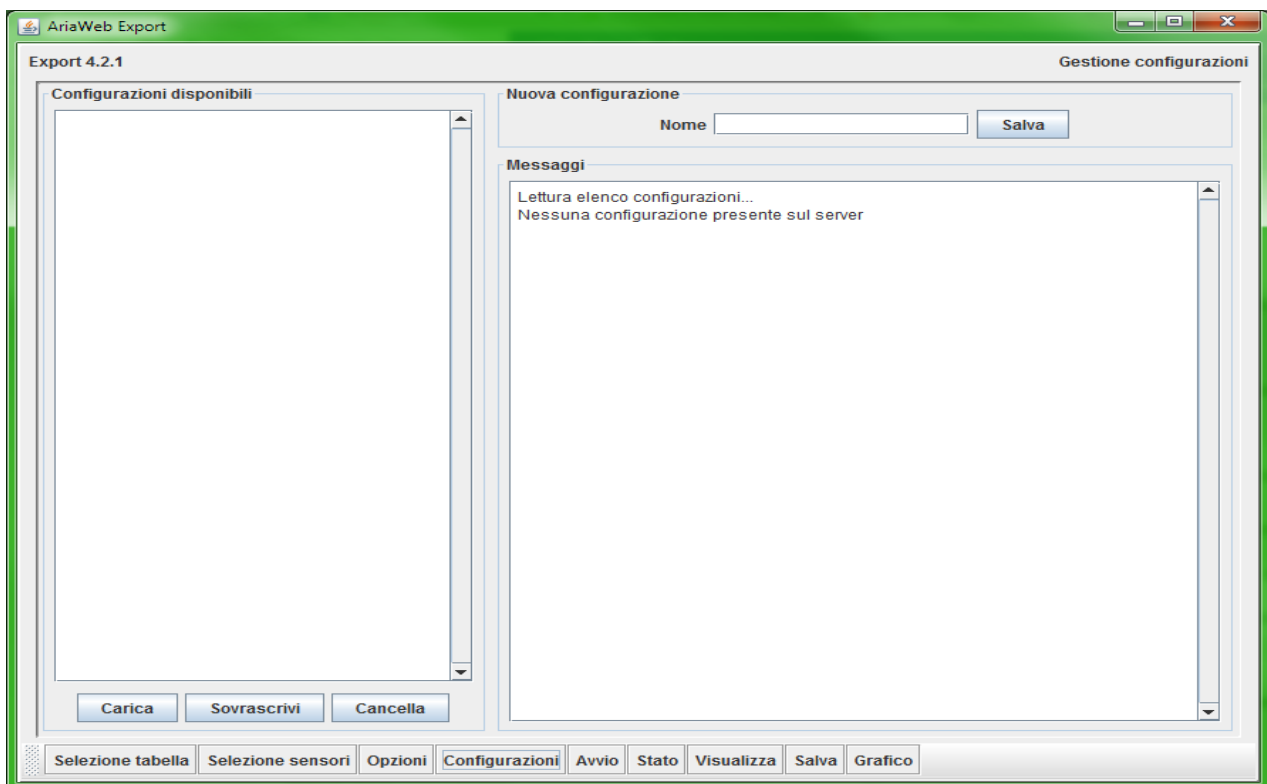 AriaWeb Export
Export 4.2.1
Gestione configurazioni
Configurazioni disponibili
Nuova configurazione
Nome
Salva
Messaggi
Lettura elenco configurazioni...
Nessuna configurazione presente sul server
Carica
Sovrascrivi
Cancella
Selezione tabella
Selezione sensori
Opzioni
Configurazioni
Avvio
Stato
Visualizza
Salva
Grafico